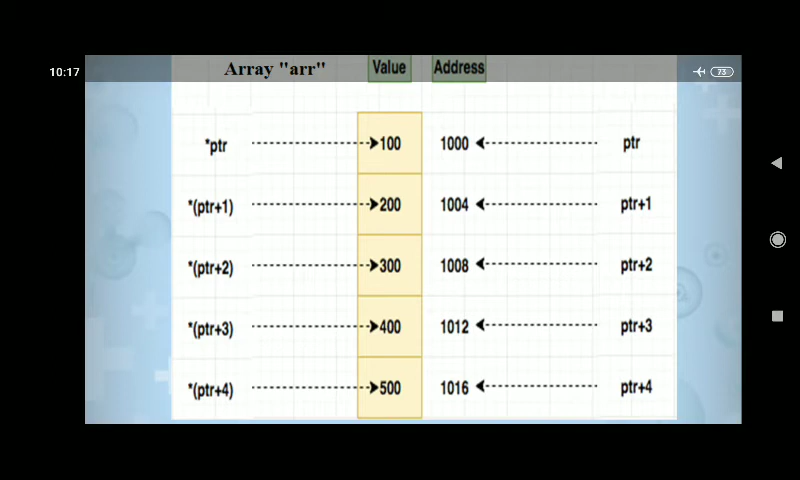 10:17
73
Array "arr" Value Address
*ptr 100 1000 ptr
*(ptr+1) 200 1004 ptr+1
*(ptr+2) 300 1008 ptr+2
*(ptr+3) 400 1012 ptr+3
*(ptr+4) 500 1016 ptr+4